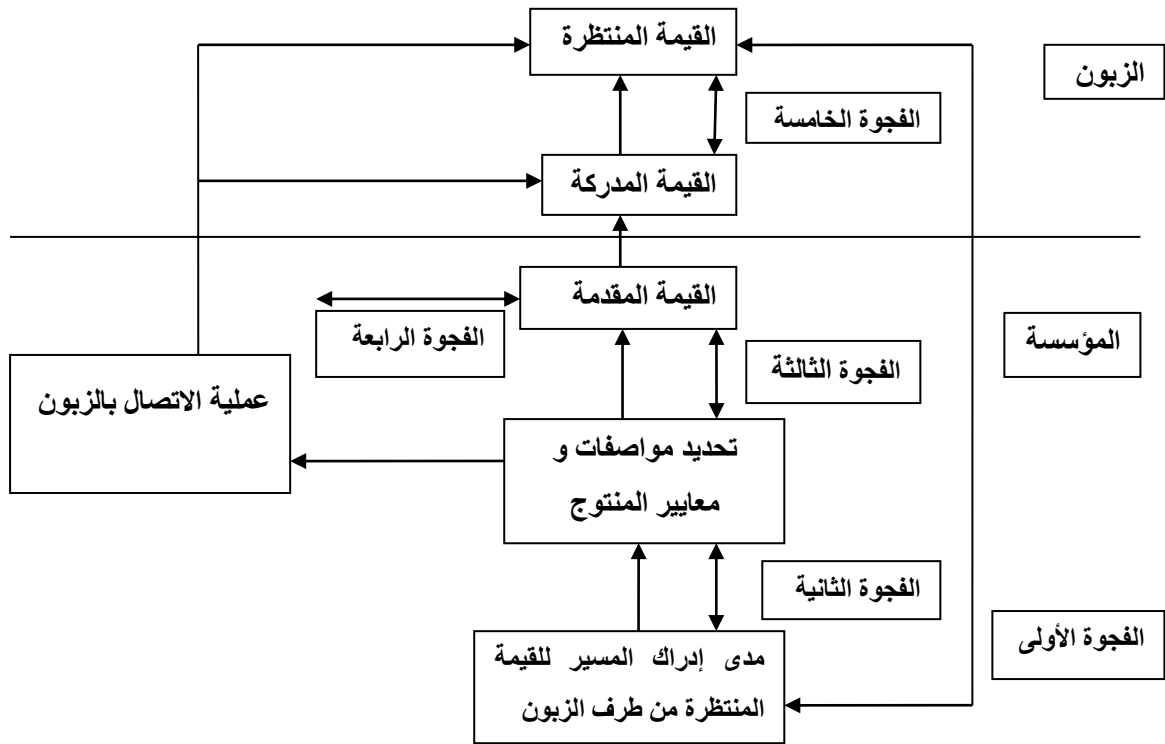 القيمة المنتظرة
الزبون
الفجوة الخامسة
القيمة المدركة
القيمة المقدمة
المؤسسة
الفجوة الرابعة
الفجوة الثالثة
عملية الاتصال بالزبون
تحديد مواصفات و
معايير المنتوج
الفجوة الثانية
الفجوة الأولى
مدى إدراك المسير للقيمة
المنتظرة من طرف الزبون